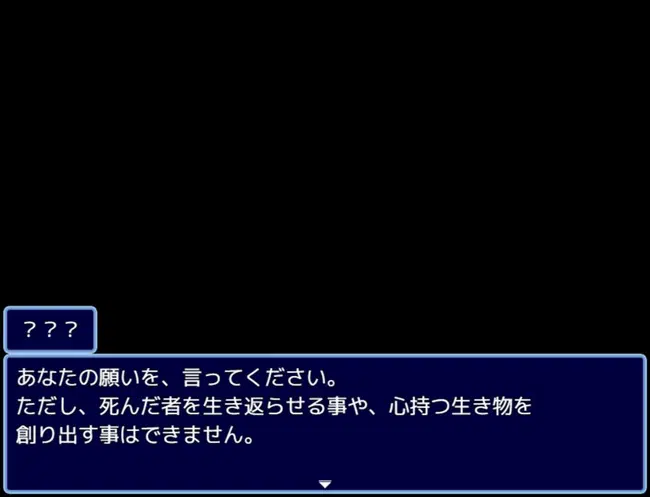 ？？？
あなたの願いを、言ってください。
ただし、死んだ者を生き返らせる事や、心持つ生き物を
創り出す事はできません。